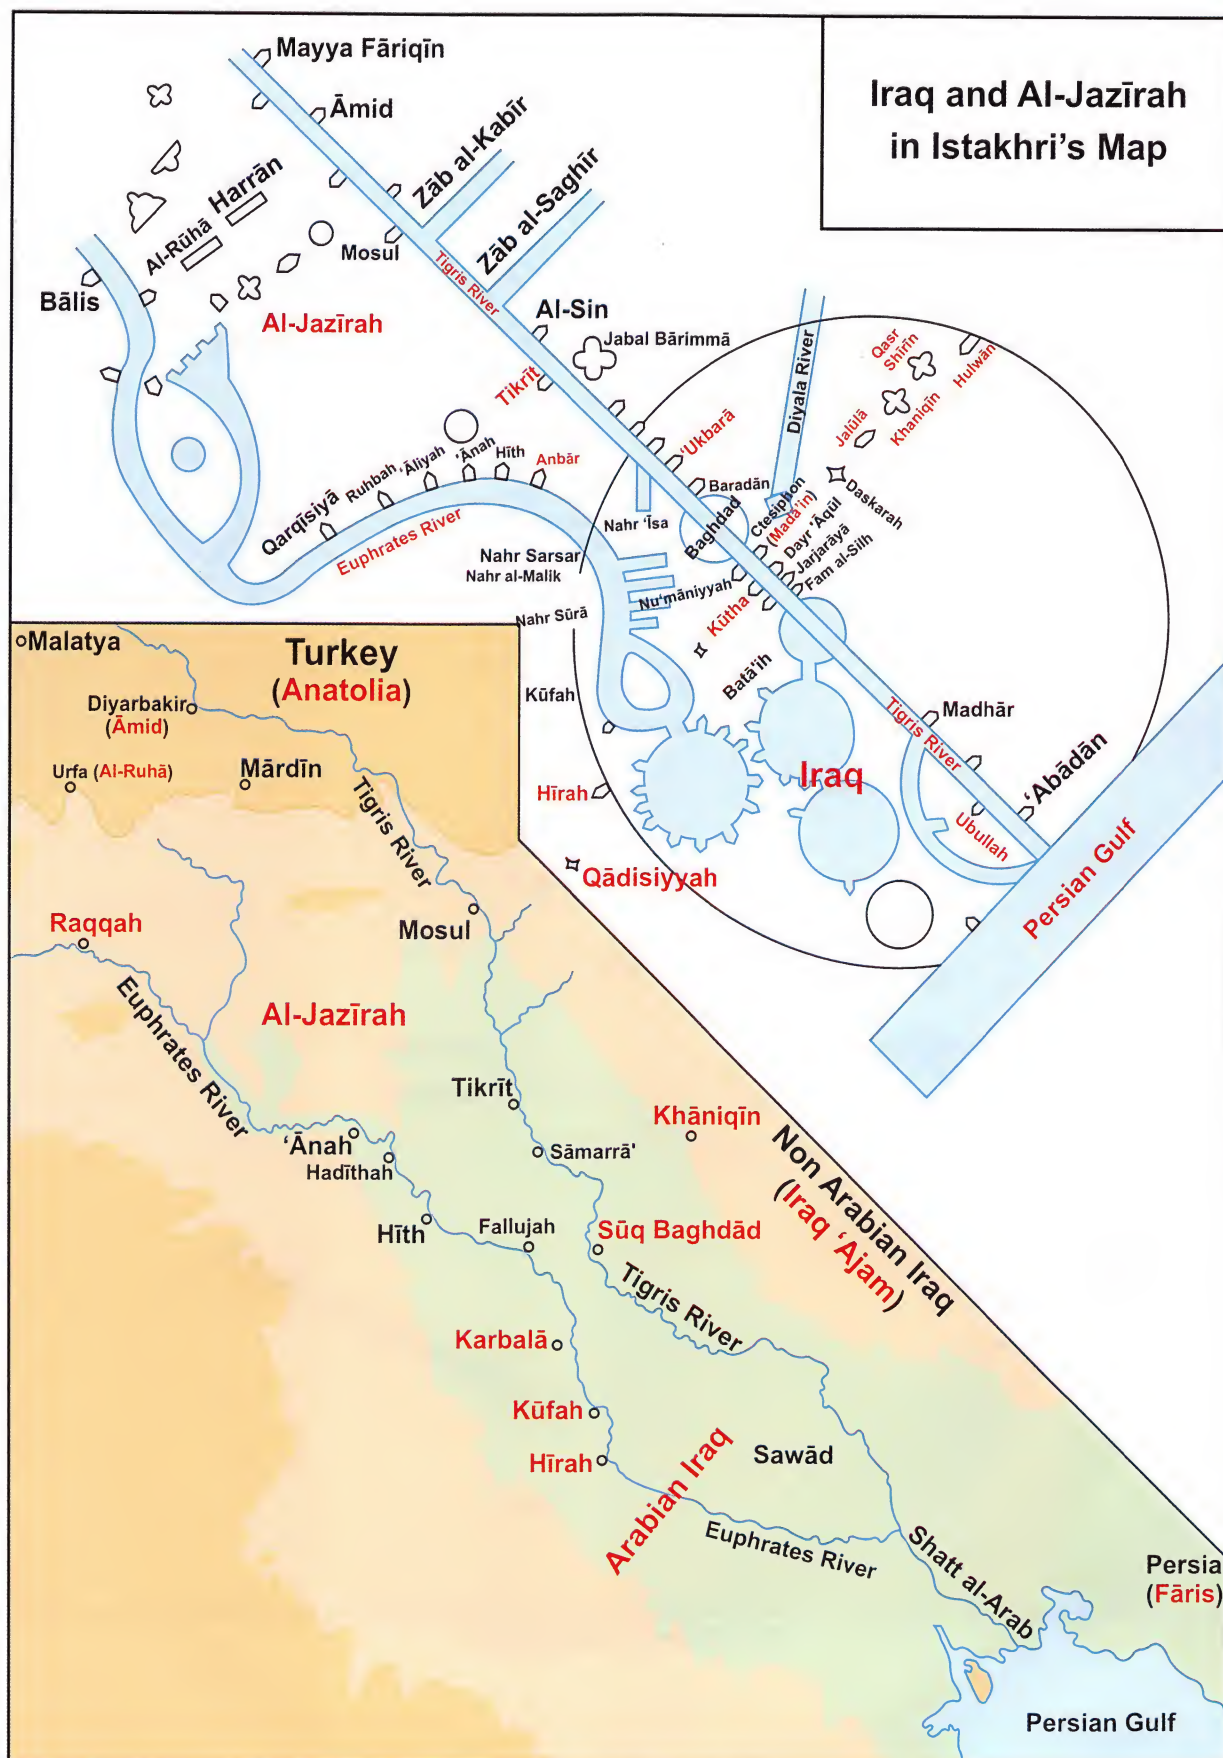 Iraq and Al-Jazīrah
in Istakhri's Map
Mayya Fāriqīn
Āmid
Zāb al-Kabīr
Zāb al-Saghīr
Harrān
Al-Rūhā
Mosul
Bālis
Al-Jazīrah
Tigris River
Al-Sin
Jabal Bārimmā
Tikrīt
Diyala River
Qasr
Shīrīn
Hulwān
Khaniqīn
Jalūlā
Daskarah
'Ukbarā
Baradān
Baghdad
Ctesiphon
(Madā'in)
Dayr 'Āqūl
Jarjarāyā
Fam al-Silh
Qarqīsiyā
Ruhbah
'Āliyah
'Ānah
Hīth
Anbār
Euphrates River
Nahr 'Īsa
Nahr Sarsar
Nahr al-Malik
Nahr Sūrā
Nu'māniyyah
Kūtha
Batā'ih
Kūfah
Hīrah
Qādisiyyah
Iraq
Tigris River
Madhār
'Abādān
Ubullah
Persian Gulf
Malatya
Turkey
(Anatolia)
Diyarbakir
(Āmid)
Urfa (Al-Ruhā)
Mārdīn
Tigris River
Mosul
Raqqah
Al-Jazīrah
Euphrates River
Tikrīt
Khāniqīn
'Ānah
Hadīthah
Sāmarrā'
Non Arabian Iraq
(Iraq 'Ajam)
Hīth
Fallujah
Sūq Baghdād
Tigris River
Karbalā
Kūfah
Hīrah
Sawād
Arabian Iraq
Euphrates River
Shatt al-Arab
Persia
(Fāris)
Persian Gulf